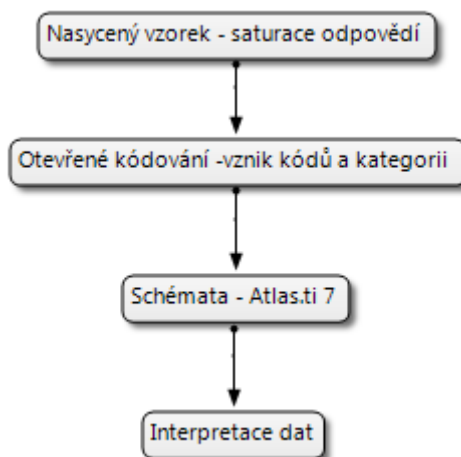 Nasycený vzorek - saturace odpovědí
Otevřené kódování -vznik kódů a kategorii
Schémata - Atlas.ti 7
Interpretace dat